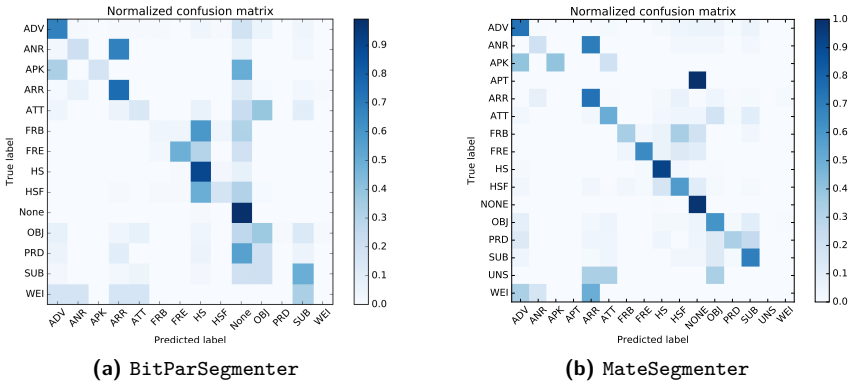 Normalized confusion matrix
ADV
ANR
APK
ARR
ATT
FRB
FRE
HS
HSF
None
OBJ
PRD
SUB
WEI
True label
ADV ANR APK ARR ATT FRB FRE HS HSF None OBJ PRD SUB WEI
Predicted label
0.9
0.8
0.7
0.6
0.5
0.4
0.3
0.2
0.1
0.0
(a) BitParSegmenter
Normalized confusion matrix
ADV
ANR
APK
APT
ARR
ATT
FRB
FRE
HS
HSF
NONE
OBJ
PRD
SUB
UNS
WEI
True label
ADV ANR APK APT ARR ATT FRB FRE HS HSF NONE OBJ PRD SUB UNS WEI
Predicted label
1.0
0.9
0.8
0.7
0.6
0.5
0.4
0.3
0.2
0.1
0.0
(b) MateSegmenter